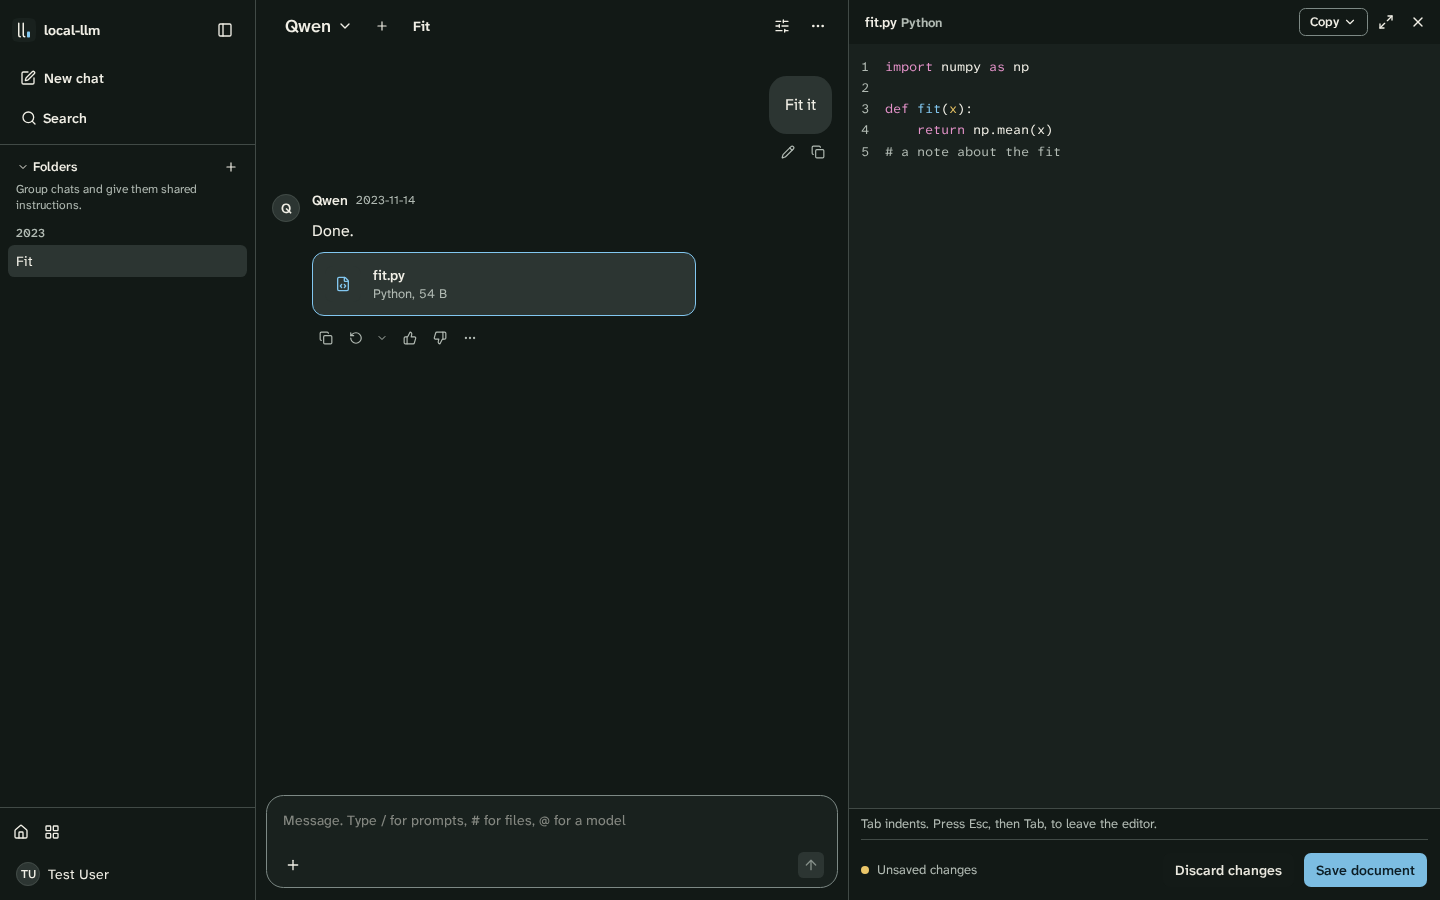 local-llm
New chat
Search
Folders
Group chats and give them shared
instructions.
2023
Fit
TU
Test User
Qwen
Fit
Fit it
Q
Qwen 2023-11-14
Done.
fit.py
Python, 54 B
Message. Type / for prompts, # for files, @ for a model
fit.py Python
Copy
1 import numpy as np
2
3 def fit(x):
4     return np.mean(x)
5 # a note about the fit
Tab indents. Press Esc, then Tab, to leave the editor.
Unsaved changes
Discard changes
Save document